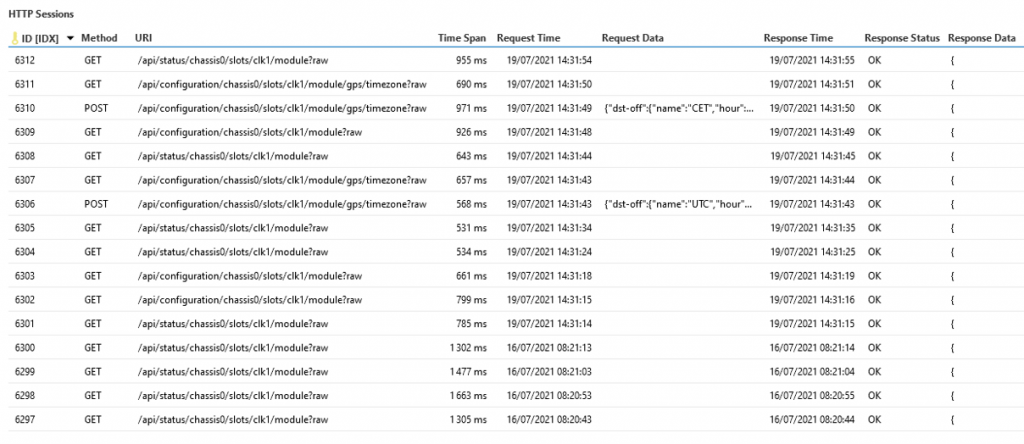 HTTP Sessions
ID [IDX] Method URI Time Span Request Time Request Data Response Time Response Status Response Data
6312 GET /api/status/chassis0/slots/clk1/module?raw 955 ms 19/07/2021 14:31:54 19/07/2021 14:31:55 OK {
6311 GET /api/configuration/chassis0/slots/clk1/module/gps/timezone?raw 690 ms 19/07/2021 14:31:50 19/07/2021 14:31:51 OK {
6310 POST /api/configuration/chassis0/slots/clk1/module/gps/timezone?raw 971 ms 19/07/2021 14:31:49 {"dst-off":{"name":"CET","hour":... 19/07/2021 14:31:50 OK {
6309 GET /api/configuration/chassis0/slots/clk1/module?raw 926 ms 19/07/2021 14:31:48 19/07/2021 14:31:49 OK {
6308 GET /api/status/chassis0/slots/clk1/module?raw 643 ms 19/07/2021 14:31:44 19/07/2021 14:31:45 OK {
6307 GET /api/configuration/chassis0/slots/clk1/module/gps/timezone?raw 657 ms 19/07/2021 14:31:43 19/07/2021 14:31:44 OK {
6306 POST /api/configuration/chassis0/slots/clk1/module/gps/timezone?raw 568 ms 19/07/2021 14:31:43 {"dst-off":{"name":"UTC","hour"... 19/07/2021 14:31:43 OK {
6305 GET /api/status/chassis0/slots/clk1/module?raw 531 ms 19/07/2021 14:31:34 19/07/2021 14:31:35 OK {
6304 GET /api/status/chassis0/slots/clk1/module?raw 534 ms 19/07/2021 14:31:24 19/07/2021 14:31:25 OK {
6303 GET /api/configuration/chassis0/slots/clk1/module?raw 661 ms 19/07/2021 14:31:18 19/07/2021 14:31:19 OK {
6302 GET /api/configuration/chassis0/slots/clk1/module?raw 799 ms 19/07/2021 14:31:15 19/07/2021 14:31:16 OK {
6301 GET /api/status/chassis0/slots/clk1/module?raw 785 ms 19/07/2021 14:31:14 19/07/2021 14:31:15 OK {
6300 GET /api/status/chassis0/slots/clk1/module?raw 1 302 ms 16/07/2021 08:21:13 16/07/2021 08:21:14 OK {
6299 GET /api/status/chassis0/slots/clk1/module?raw 1 477 ms 16/07/2021 08:21:03 16/07/2021 08:21:04 OK {
6298 GET /api/status/chassis0/slots/clk1/module?raw 1 663 ms 16/07/2021 08:20:53 16/07/2021 08:20:55 OK {
6297 GET /api/status/chassis0/slots/clk1/module?raw 1 305 ms 16/07/2021 08:20:43 16/07/2021 08:20:44 OK {